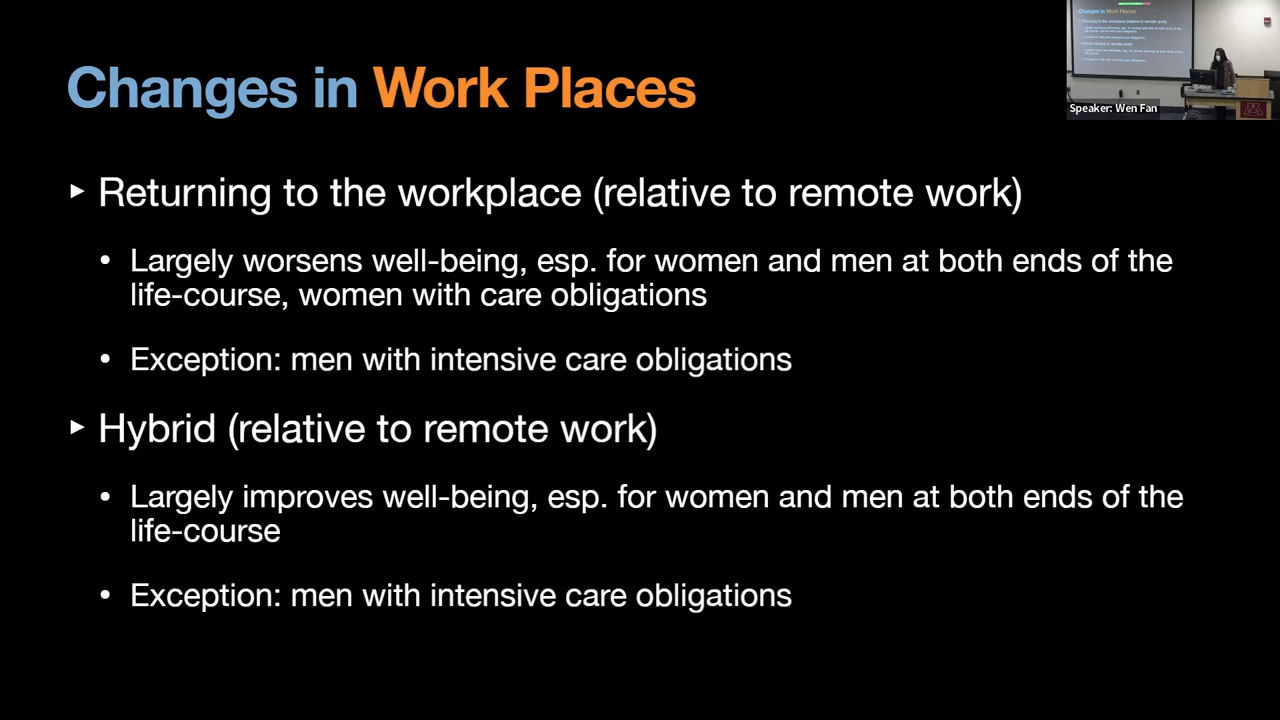 Changes in Work Places
Speaker: Wen Fan
Returning to the workplace (relative to remote work)
Largely worsens well-being, esp. for women and men at both ends of the
life-course, women with care obligations
Exception: men with intensive care obligations
Hybrid (relative to remote work)
Largely improves well-being, esp. for women and men at both ends of the
life-course
Exception: men with intensive care obligations